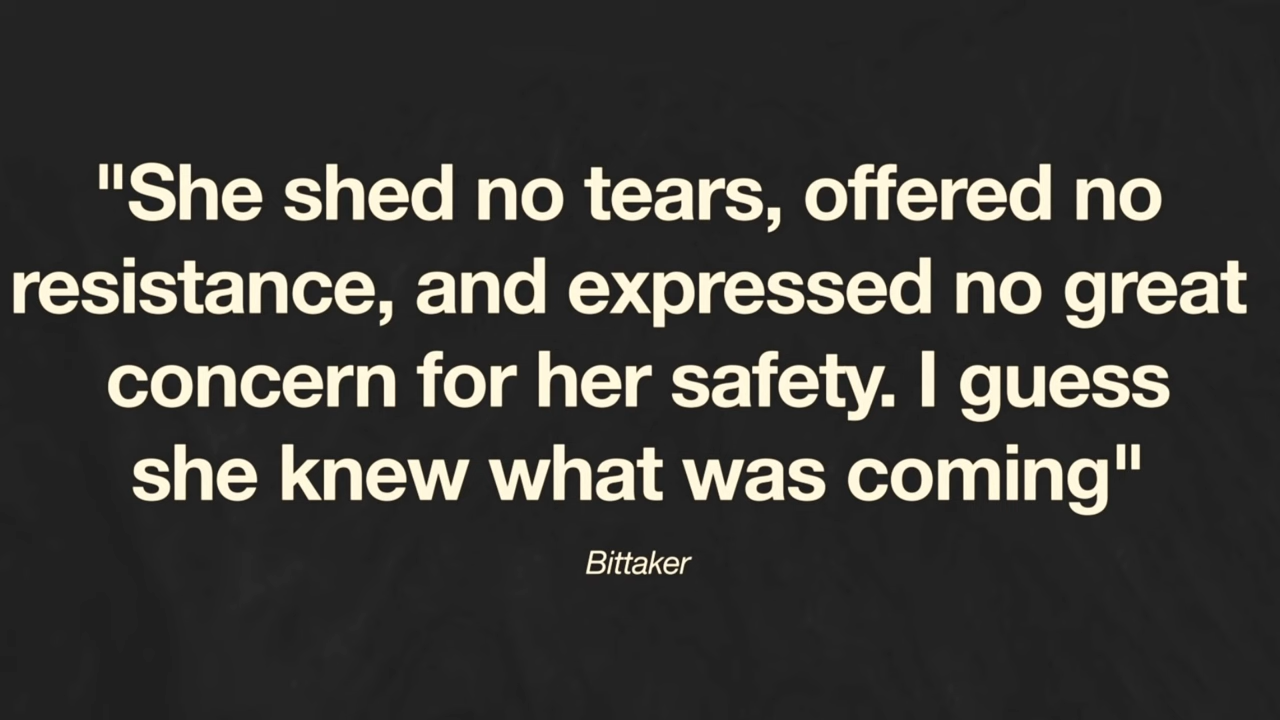 "She shed no tears, offered no
resistance, and expressed no great
concern for her safety. I guess
she knew what was coming"
Bittaker